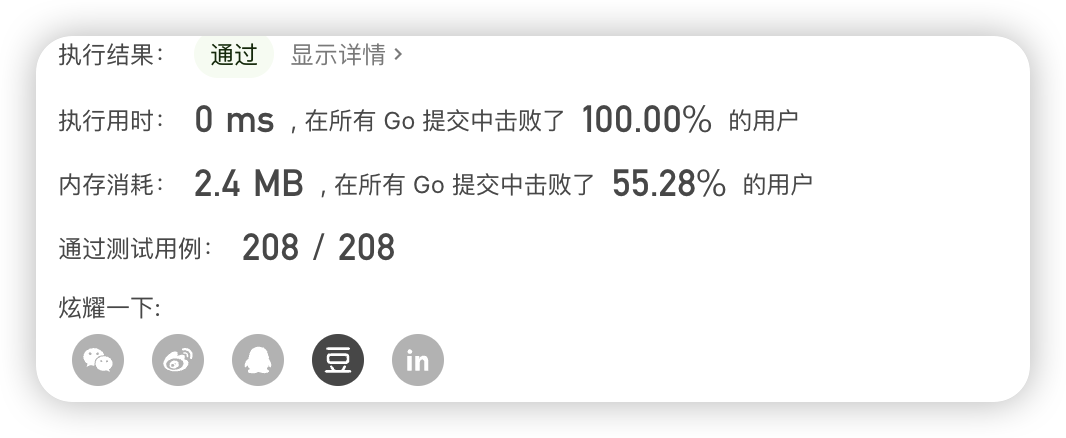 执行结果： 通过 显示详情 >
执行用时： 0 ms , 在所有 Go 提交中击败了 100.00% 的用户
内存消耗： 2.4 MB , 在所有 Go 提交中击败了 55.28% 的用户
通过测试用例： 208 / 208
炫耀一下:
豆 in